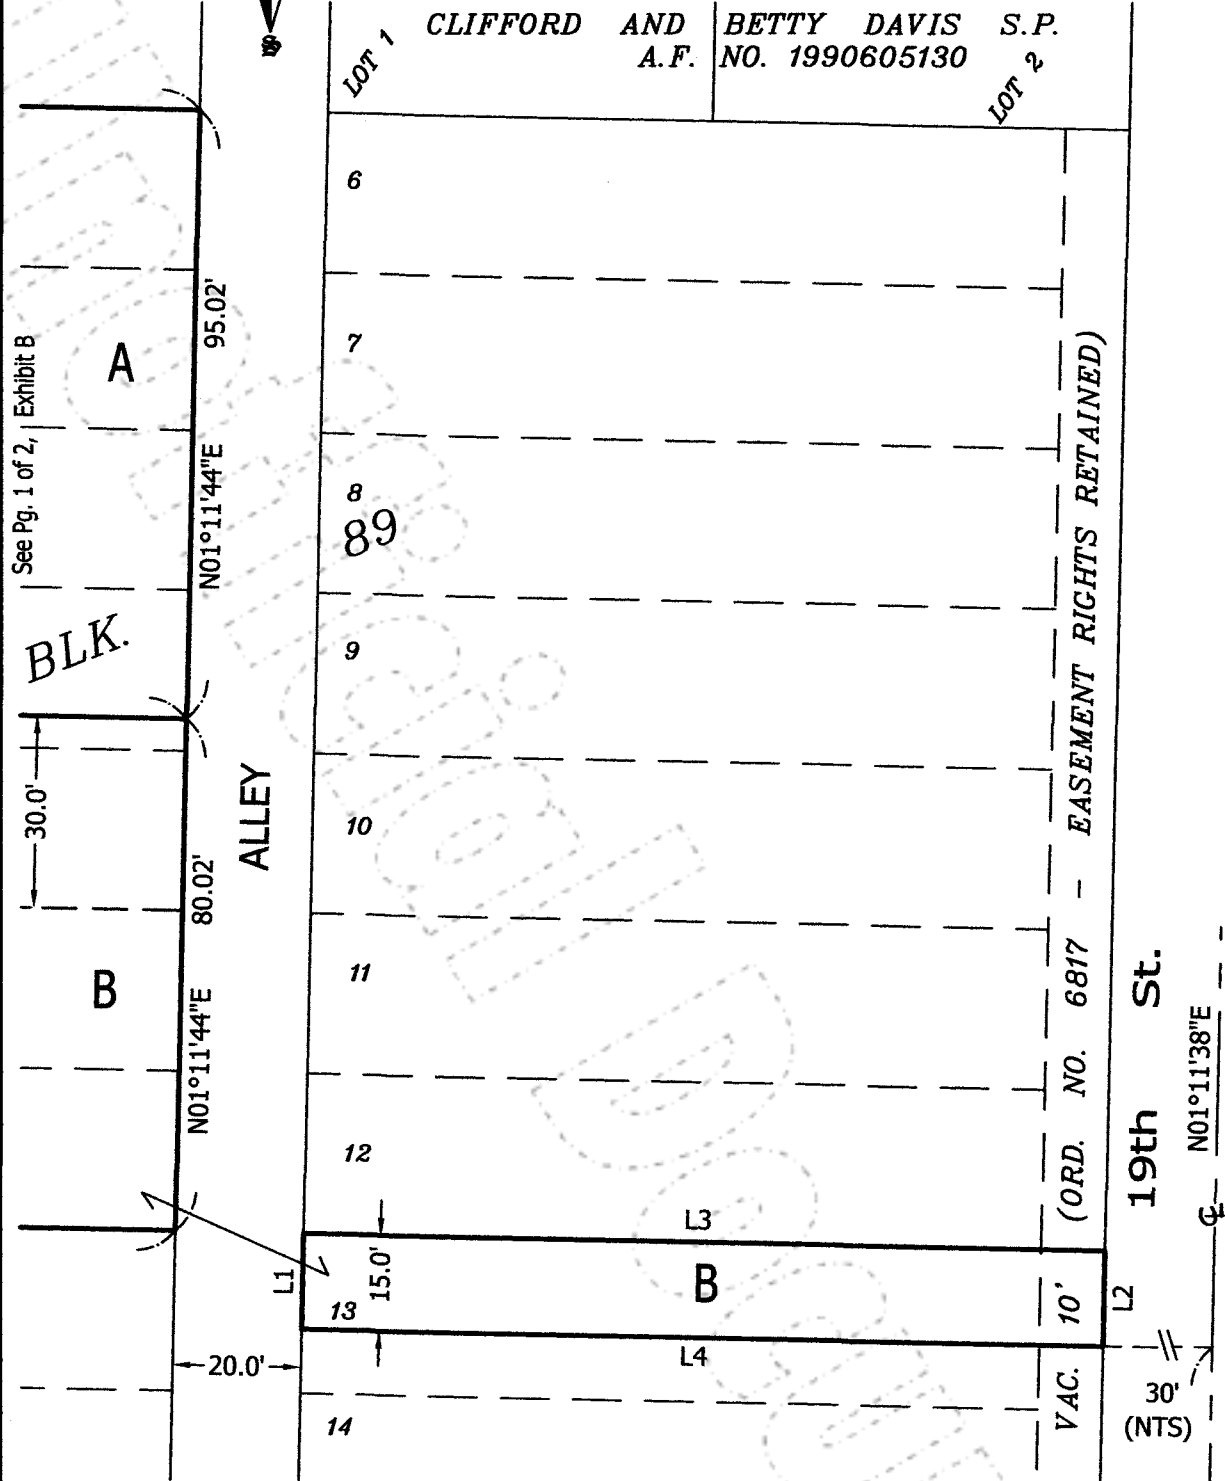 CLIFFORD AND BETTY DAVIS S.P.
A.F. NO. 1990605130
LOT 1
LOT 2
6
7
8
89
9
10
11
12
13
14
A
95.02'
N01°11'44"E
See Pg. 1 of 2, Exhibit B
BLK.
30.0'
ALLEY
80.02'
B
N01°11'44"E
VAC. 10' (ORD. NO. 6817 - EASEMENT RIGHTS RETAINED)
19th St.
N01°11'38"E
L3
L1
15.0'
B
L2
L4
20.0'
30'
(NTS)
Unofficial Document